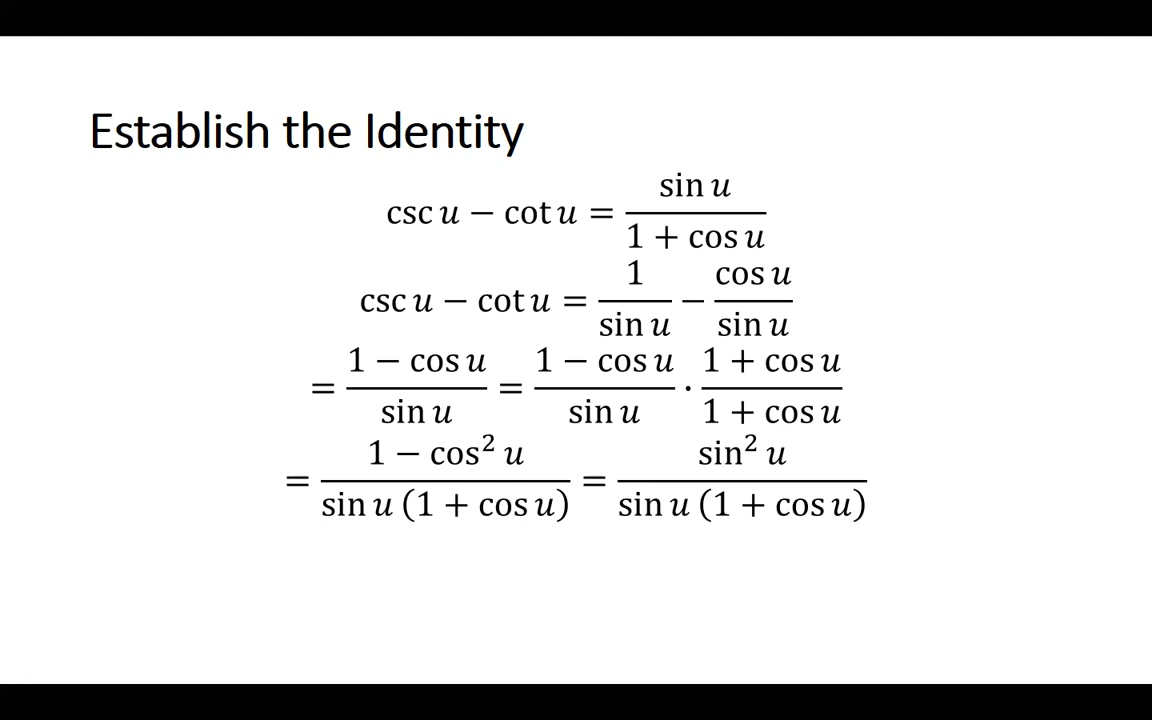 Establish the Identity
csc u − cot u = sin u / (1 + cos u)
csc u − cot u = 1 / sin u − cos u / sin u
= (1 − cos u) / sin u = (1 − cos u) / sin u · (1 + cos u) / (1 + cos u)
= (1 − cos² u) / (sin u (1 + cos u)) = sin² u / (sin u (1 + cos u))